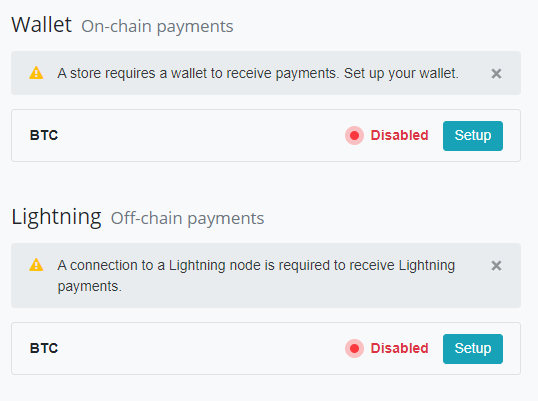 Wallet On-chain payments
A store requires a wallet to receive payments. Set up your wallet. ×
BTC Disabled Setup
Lightning Off-chain payments
A connection to a Lightning node is required to receive Lightning ×
payments.
BTC Disabled Setup